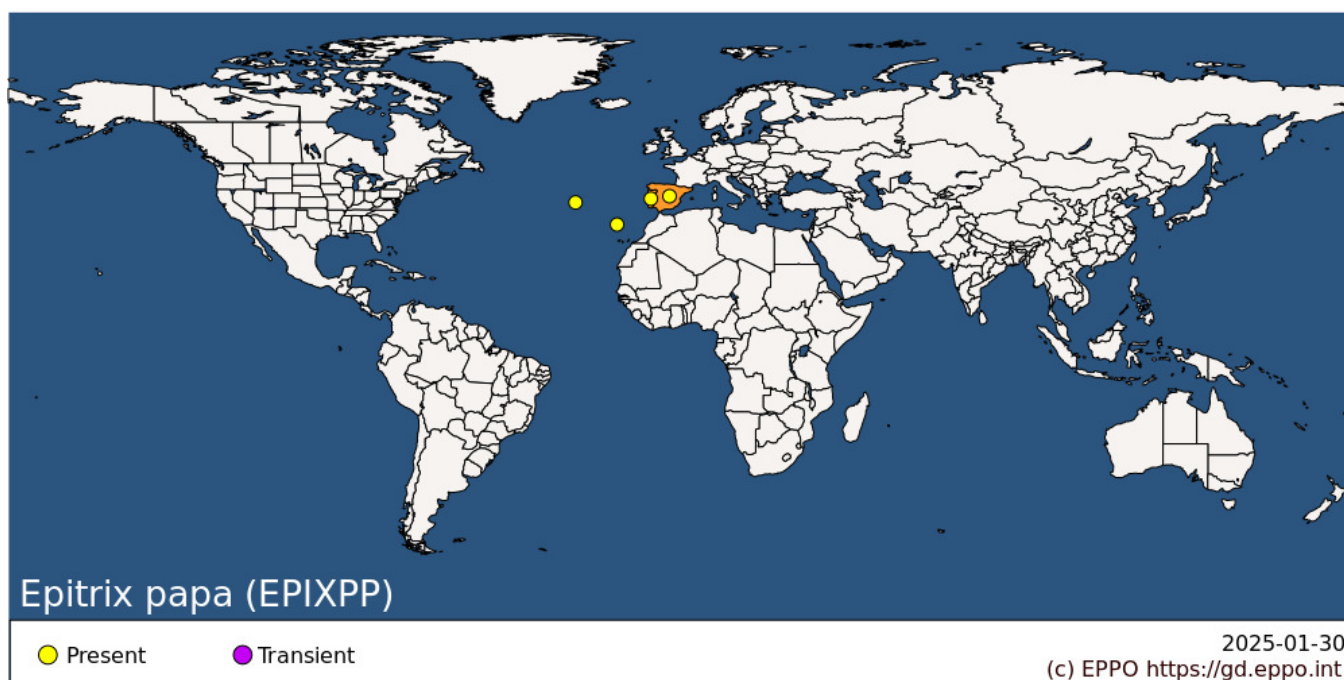 Epitrix papa (EPIXPP)
Present
Transient
2025-01-30
(c) EPPO https://gd.eppo.int